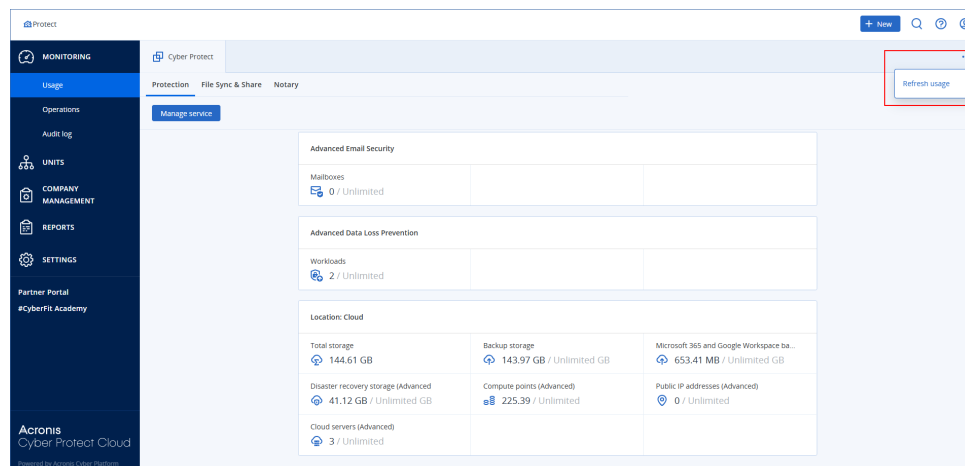 Protect
+ New
MONITORING
Cyber Protect
Usage
Protection File Sync & Share Notary
Refresh usage
Operations
Manage service
Audit log
UNITS
COMPANY
MANAGEMENT
REPORTS
SETTINGS
Partner Portal
#CyberFit Academy
Advanced Email Security
Mailboxes
0 / Unlimited
Advanced Data Loss Prevention
Workloads
2 / Unlimited
Location: Cloud
Total storage
144.61 GB
Backup storage
143.97 GB / Unlimited GB
Microsoft 365 and Google Workspace ba...
653.41 MB / Unlimited GB
Disaster recovery storage (Advanced
41.12 GB / Unlimited GB
Compute points (Advanced)
225.39 / Unlimited
Public IP addresses (Advanced)
0 / Unlimited
Cloud servers (Advanced)
3 / Unlimited
Acronis
Cyber Protect Cloud
Powered by Acronis Cyber Platform